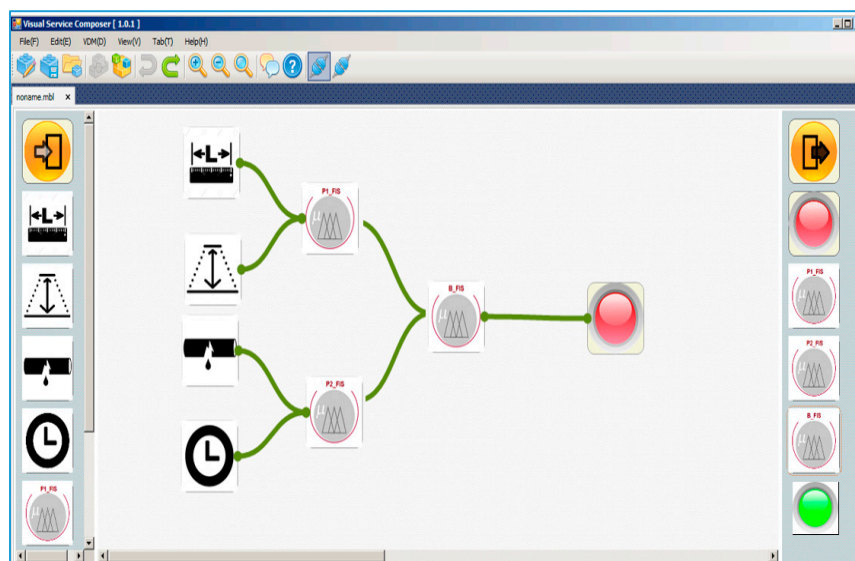 Visual Service Composer [ 1.0.1 ]
File(F) Edit(E) VDM(D) View(V) Tab(T) Help(H)
noname.mbl x
L
P1_FIS
μ
L
P1_FIS
μ
B_FIS
μ
P2_FIS
μ
P1_FIS
μ
P2_FIS
μ
B_FIS
μ
P1_FIS
μ